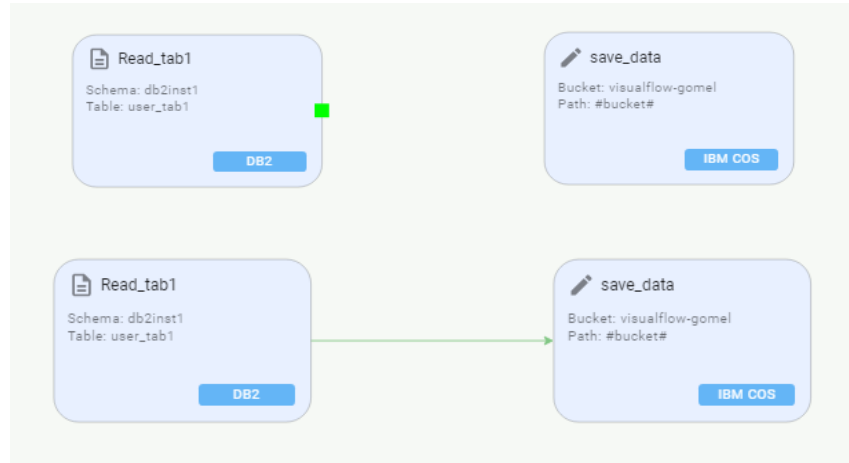 Read_tab1
Schema: db2inst1
Table: user_tab1
DB2
save_data
Bucket: visualflow-gomel
Path: #bucket#
IBM COS
Read_tab1
Schema: db2inst1
Table: user_tab1
DB2
save_data
Bucket: visualflow-gomel
Path: #bucket#
IBM COS